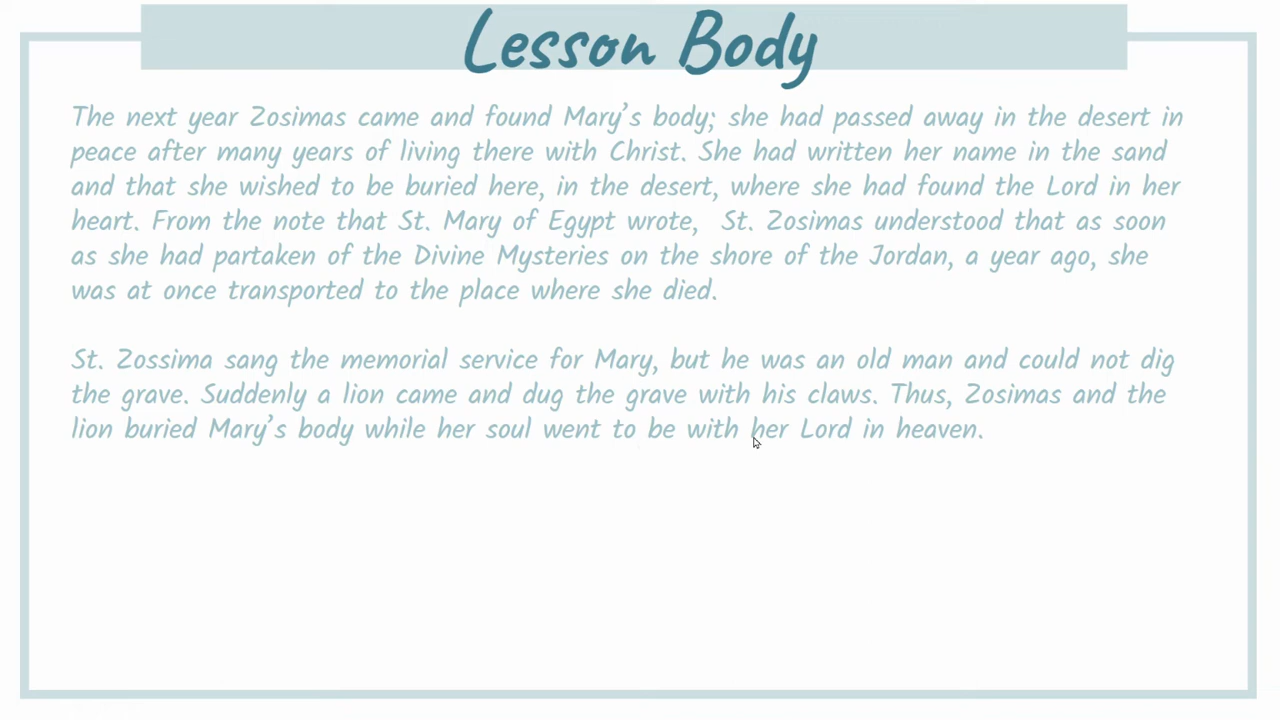 Lesson Body
The next year Zosimas came and found Mary's body; she had passed away in the desert in
peace after many years of living there with Christ. She had written her name in the sand
and that she wished to be buried here, in the desert, where she had found the Lord in her
heart. From the note that St. Mary of Egypt wrote,  St. Zosimas understood that as soon
as she had partaken of the Divine Mysteries on the shore of the Jordan, a year ago, she
was at once transported to the place where she died.
St. Zossima sang the memorial service for Mary, but he was an old man and could not dig
the grave. Suddenly a lion came and dug the grave with his claws. Thus, Zosimas and the
lion buried Mary's body while her soul went to be with her Lord in heaven.